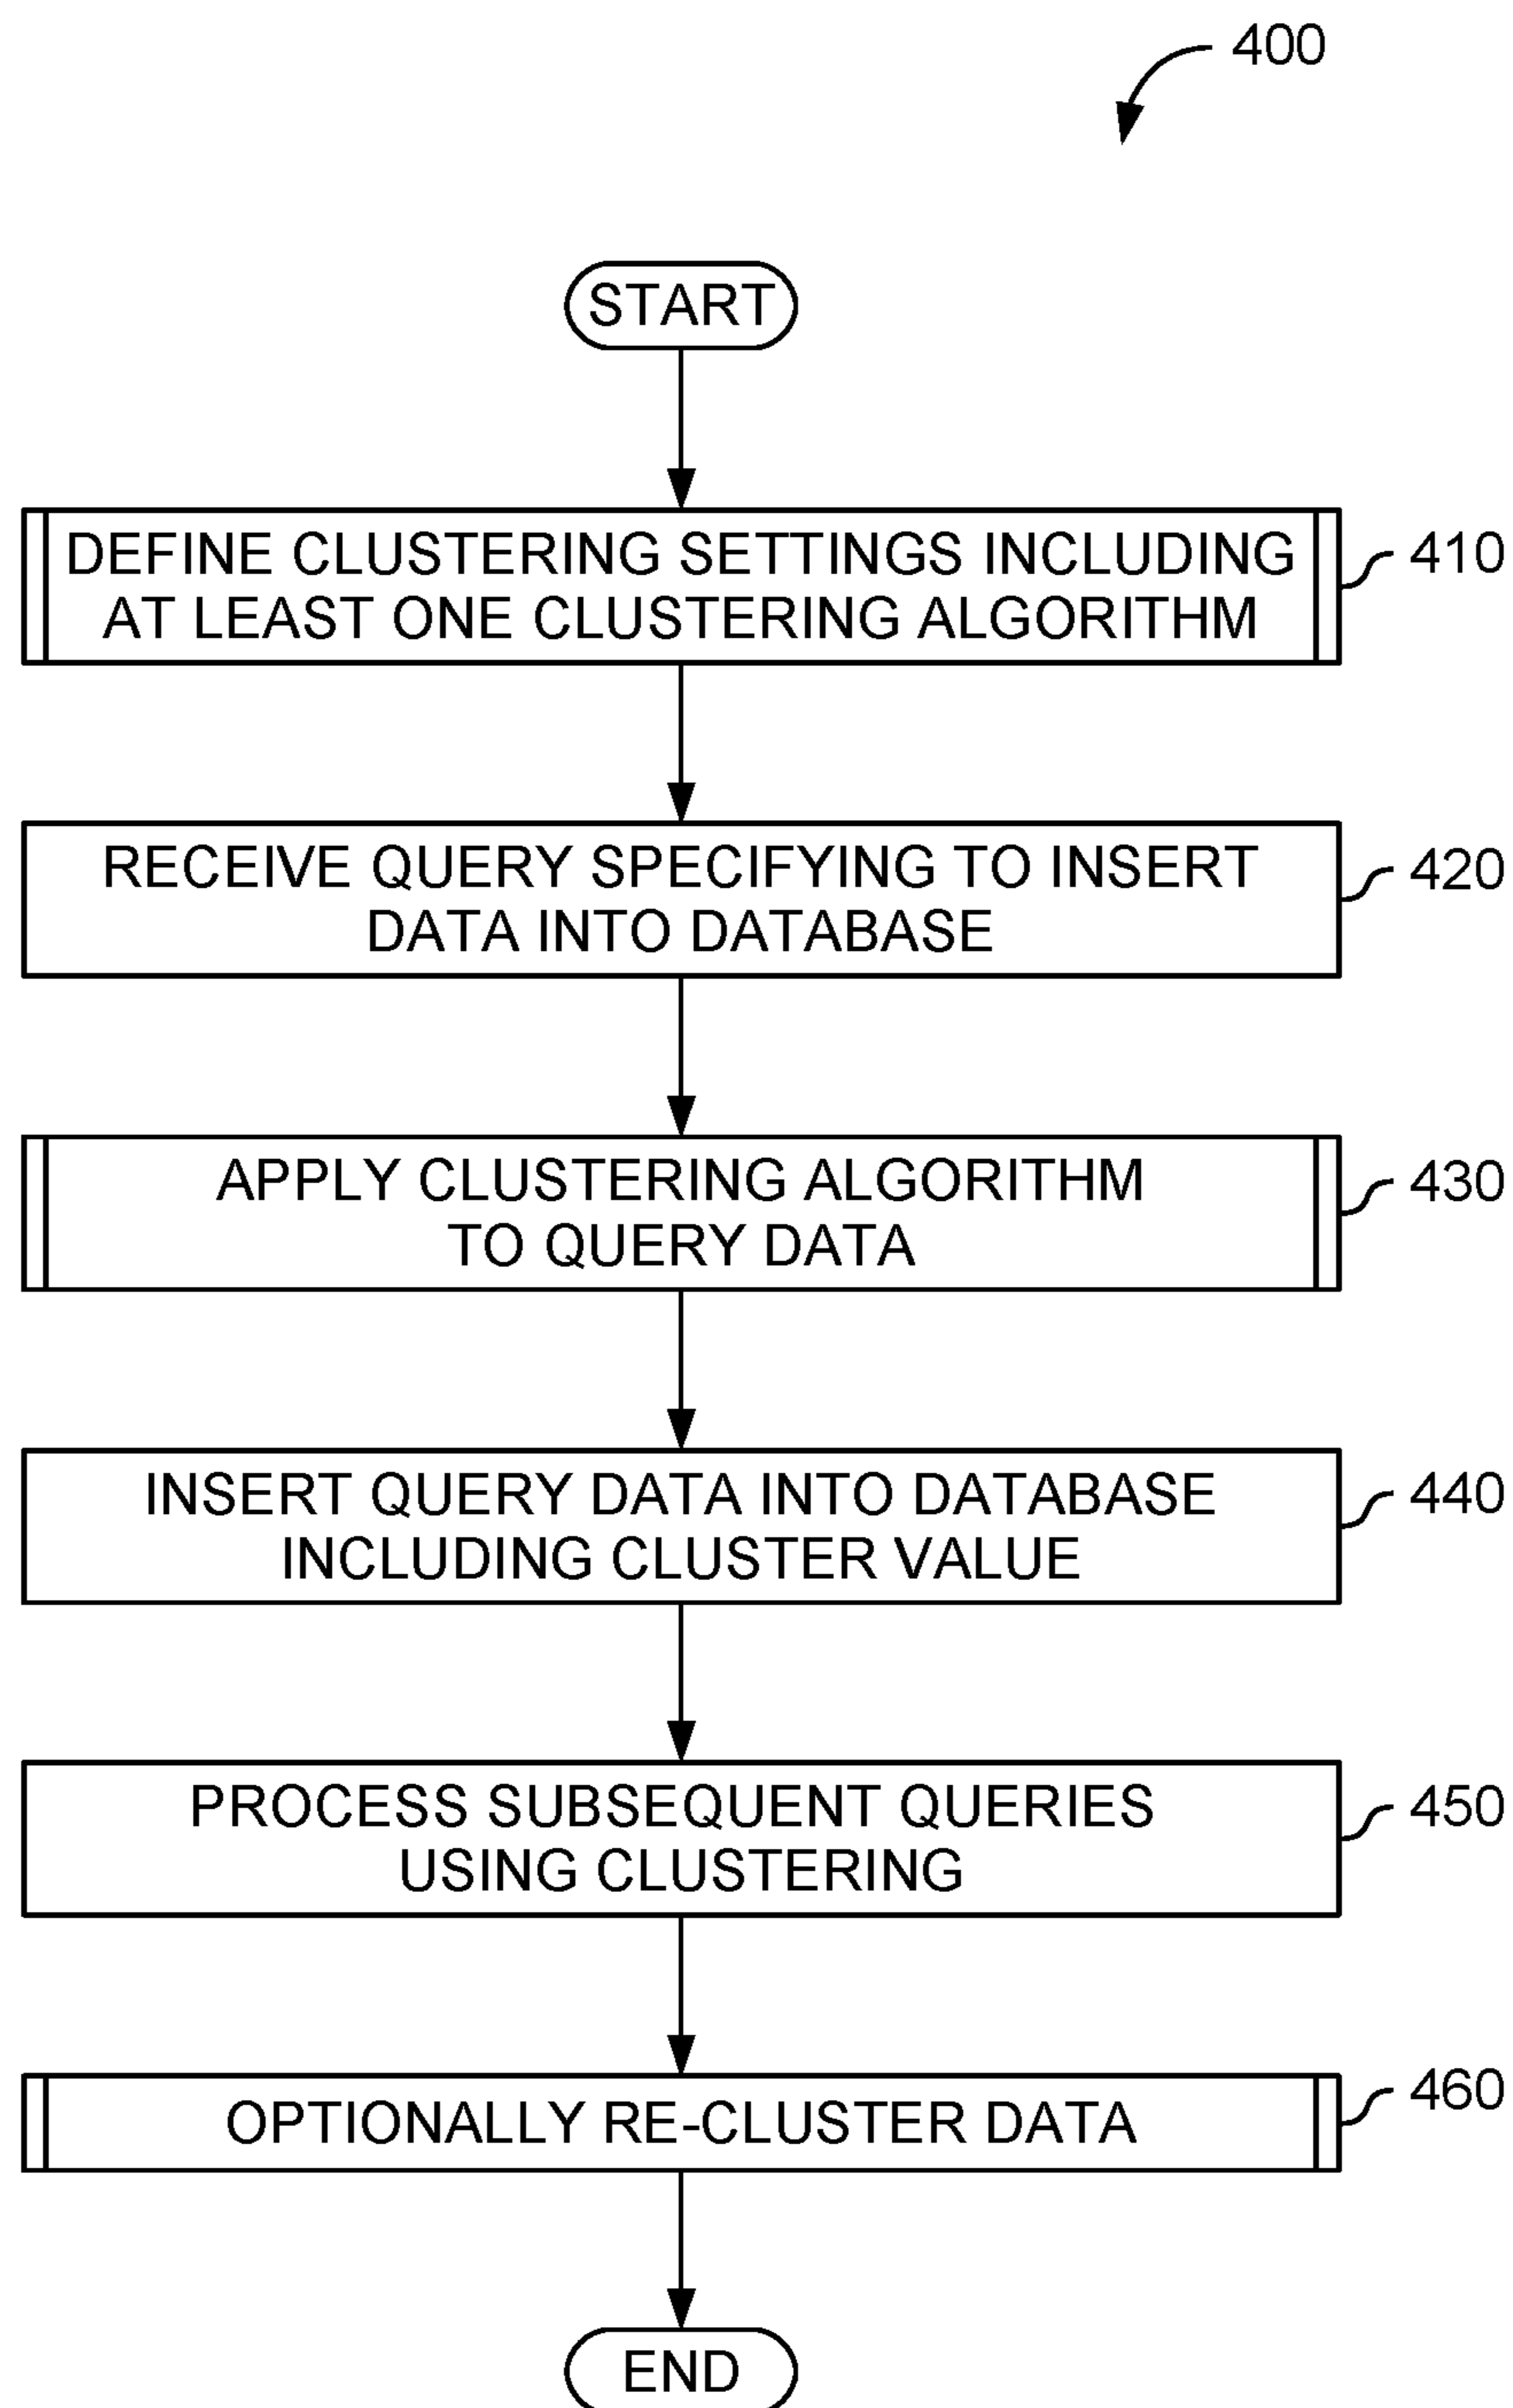 400
START
DEFINE CLUSTERING SETTINGS INCLUDING
AT LEAST ONE CLUSTERING ALGORITHM
410
RECEIVE QUERY SPECIFYING TO INSERT
DATA INTO DATABASE
420
APPLY CLUSTERING ALGORITHM
TO QUERY DATA
430
INSERT QUERY DATA INTO DATABASE
INCLUDING CLUSTER VALUE
440
PROCESS SUBSEQUENT QUERIES
USING CLUSTERING
450
OPTIONALLY RE-CLUSTER DATA
460
END